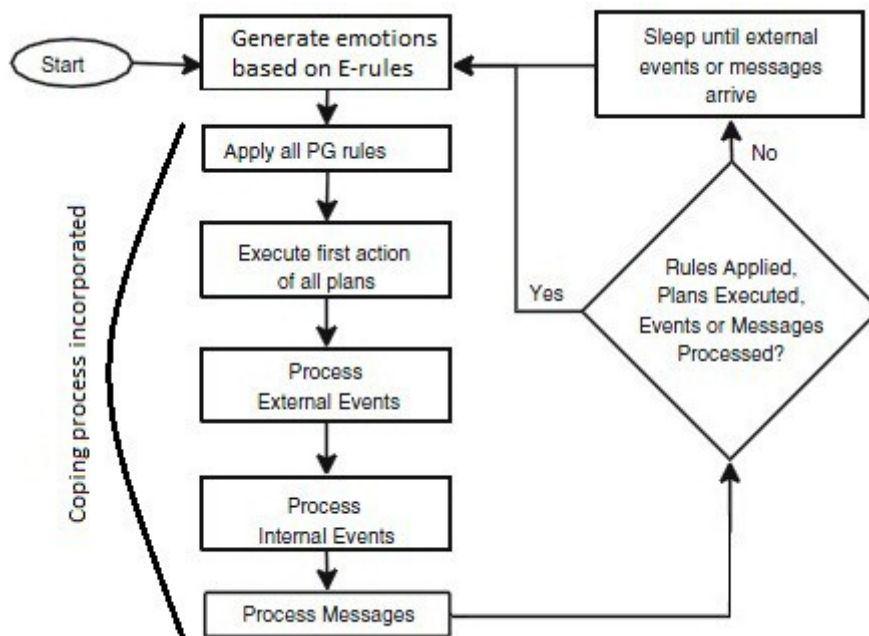 Start
Generate emotions
based on E-rules
Apply all PG rules
Execute first action
of all plans
Process
External Events
Process
Internal Events
Process Messages
Coping process incorporated
Sleep until external
events or messages
arrive
No
Yes
Rules Applied,
Plans Executed,
Events or Messages
Processed?